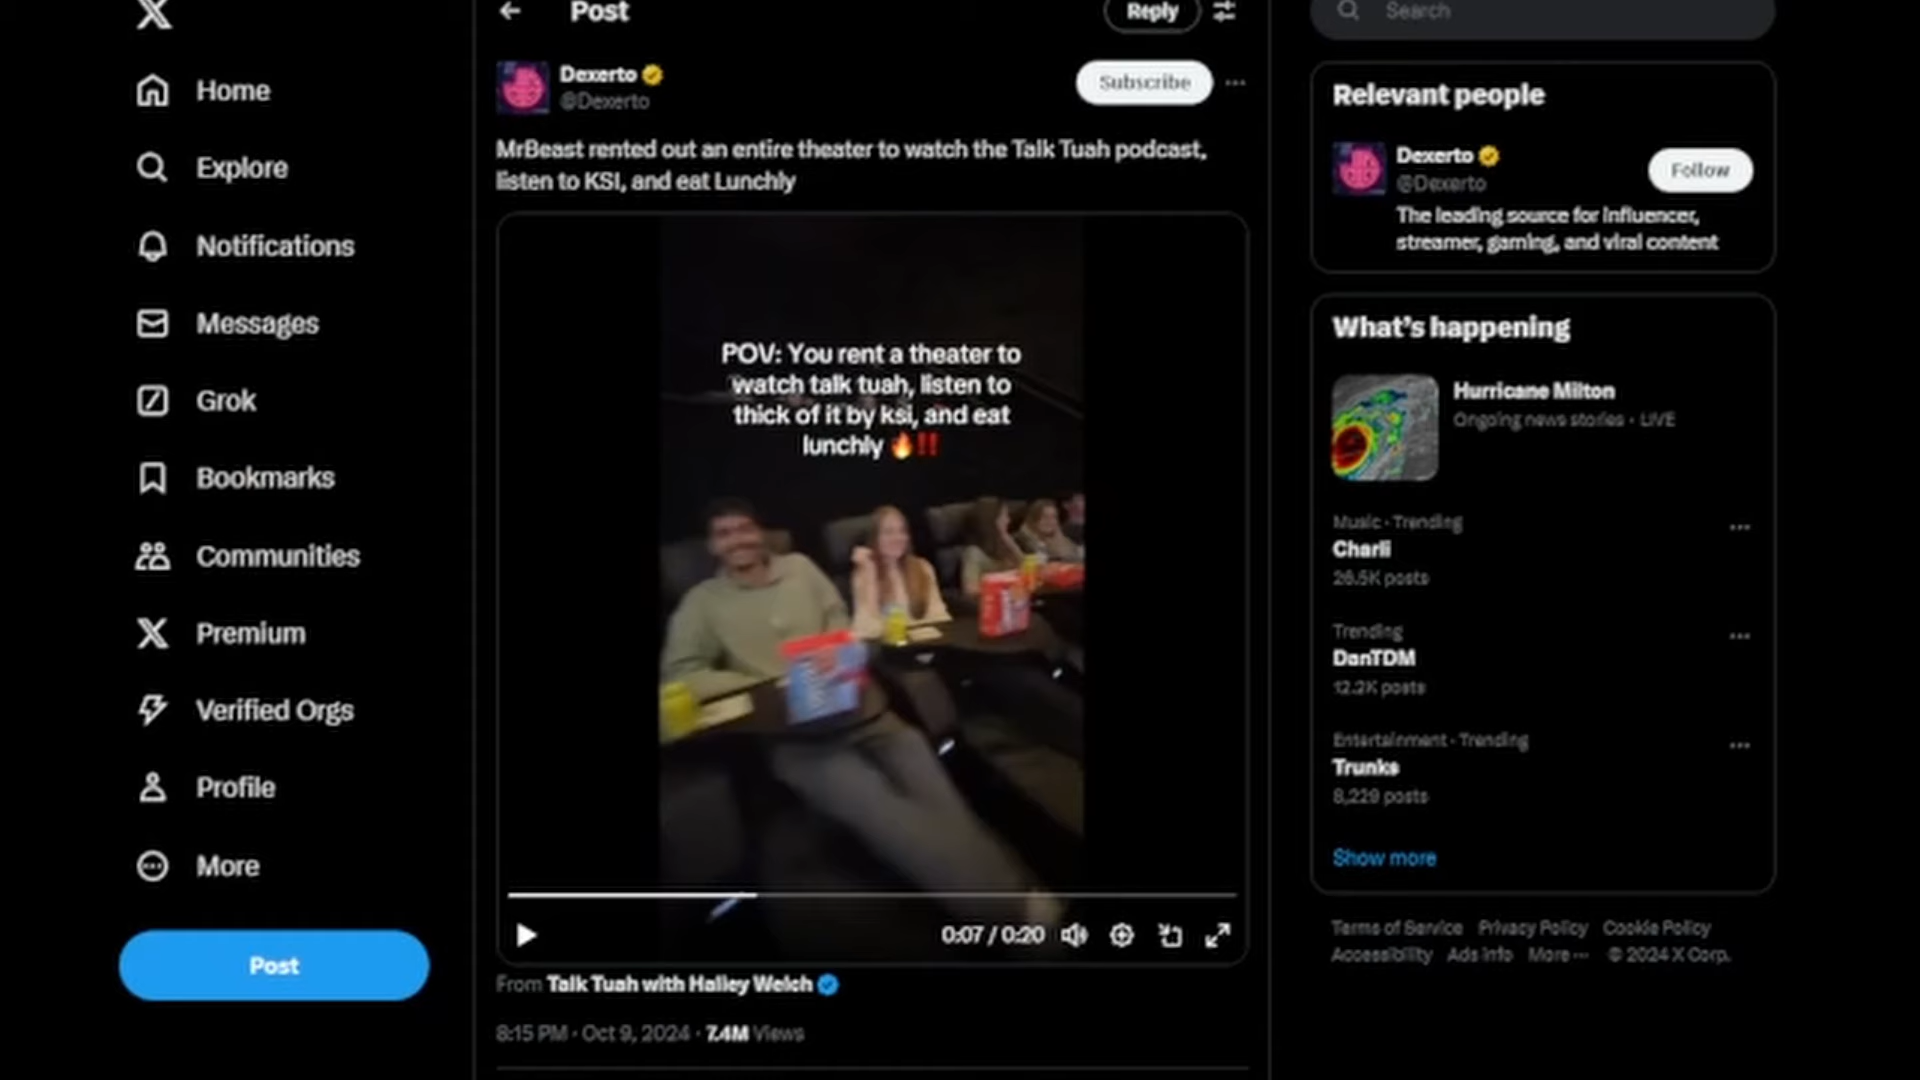 Home
Explore
Notifications
Messages
Grok
Bookmarks
Communities
Premium
Verified Orgs
Profile
More
Post
Post
Reply
Dexerto
@Dexerto
Subscribe
MrBeast rented out an entire theater to watch the Talk Tuah podcast,
listen to KSI, and eat Lunchly
POV: You rent a theater to
watch talk tuah, listen to
thick of it by ksi, and eat
lunchly 🔥‼️
0:07 / 0:20
From Talk Tuah with Hailey Welch
8:15 PM · Oct 9, 2024 · 7.4M Views
Search
Relevant people
Dexerto
@Dexerto
Follow
The leading source for influencer,
streamer, gaming, and viral content
What's happening
Hurricane Milton
Ongoing news stories · LIVE
Music · Trending
Charli
26.5K posts
Trending
DanTDM
12.2K posts
Entertainment · Trending
Trunks
8,229 posts
Show more
Terms of Service Privacy Policy Cookie Policy
Accessibility Ads info More ··· © 2024 X Corp.